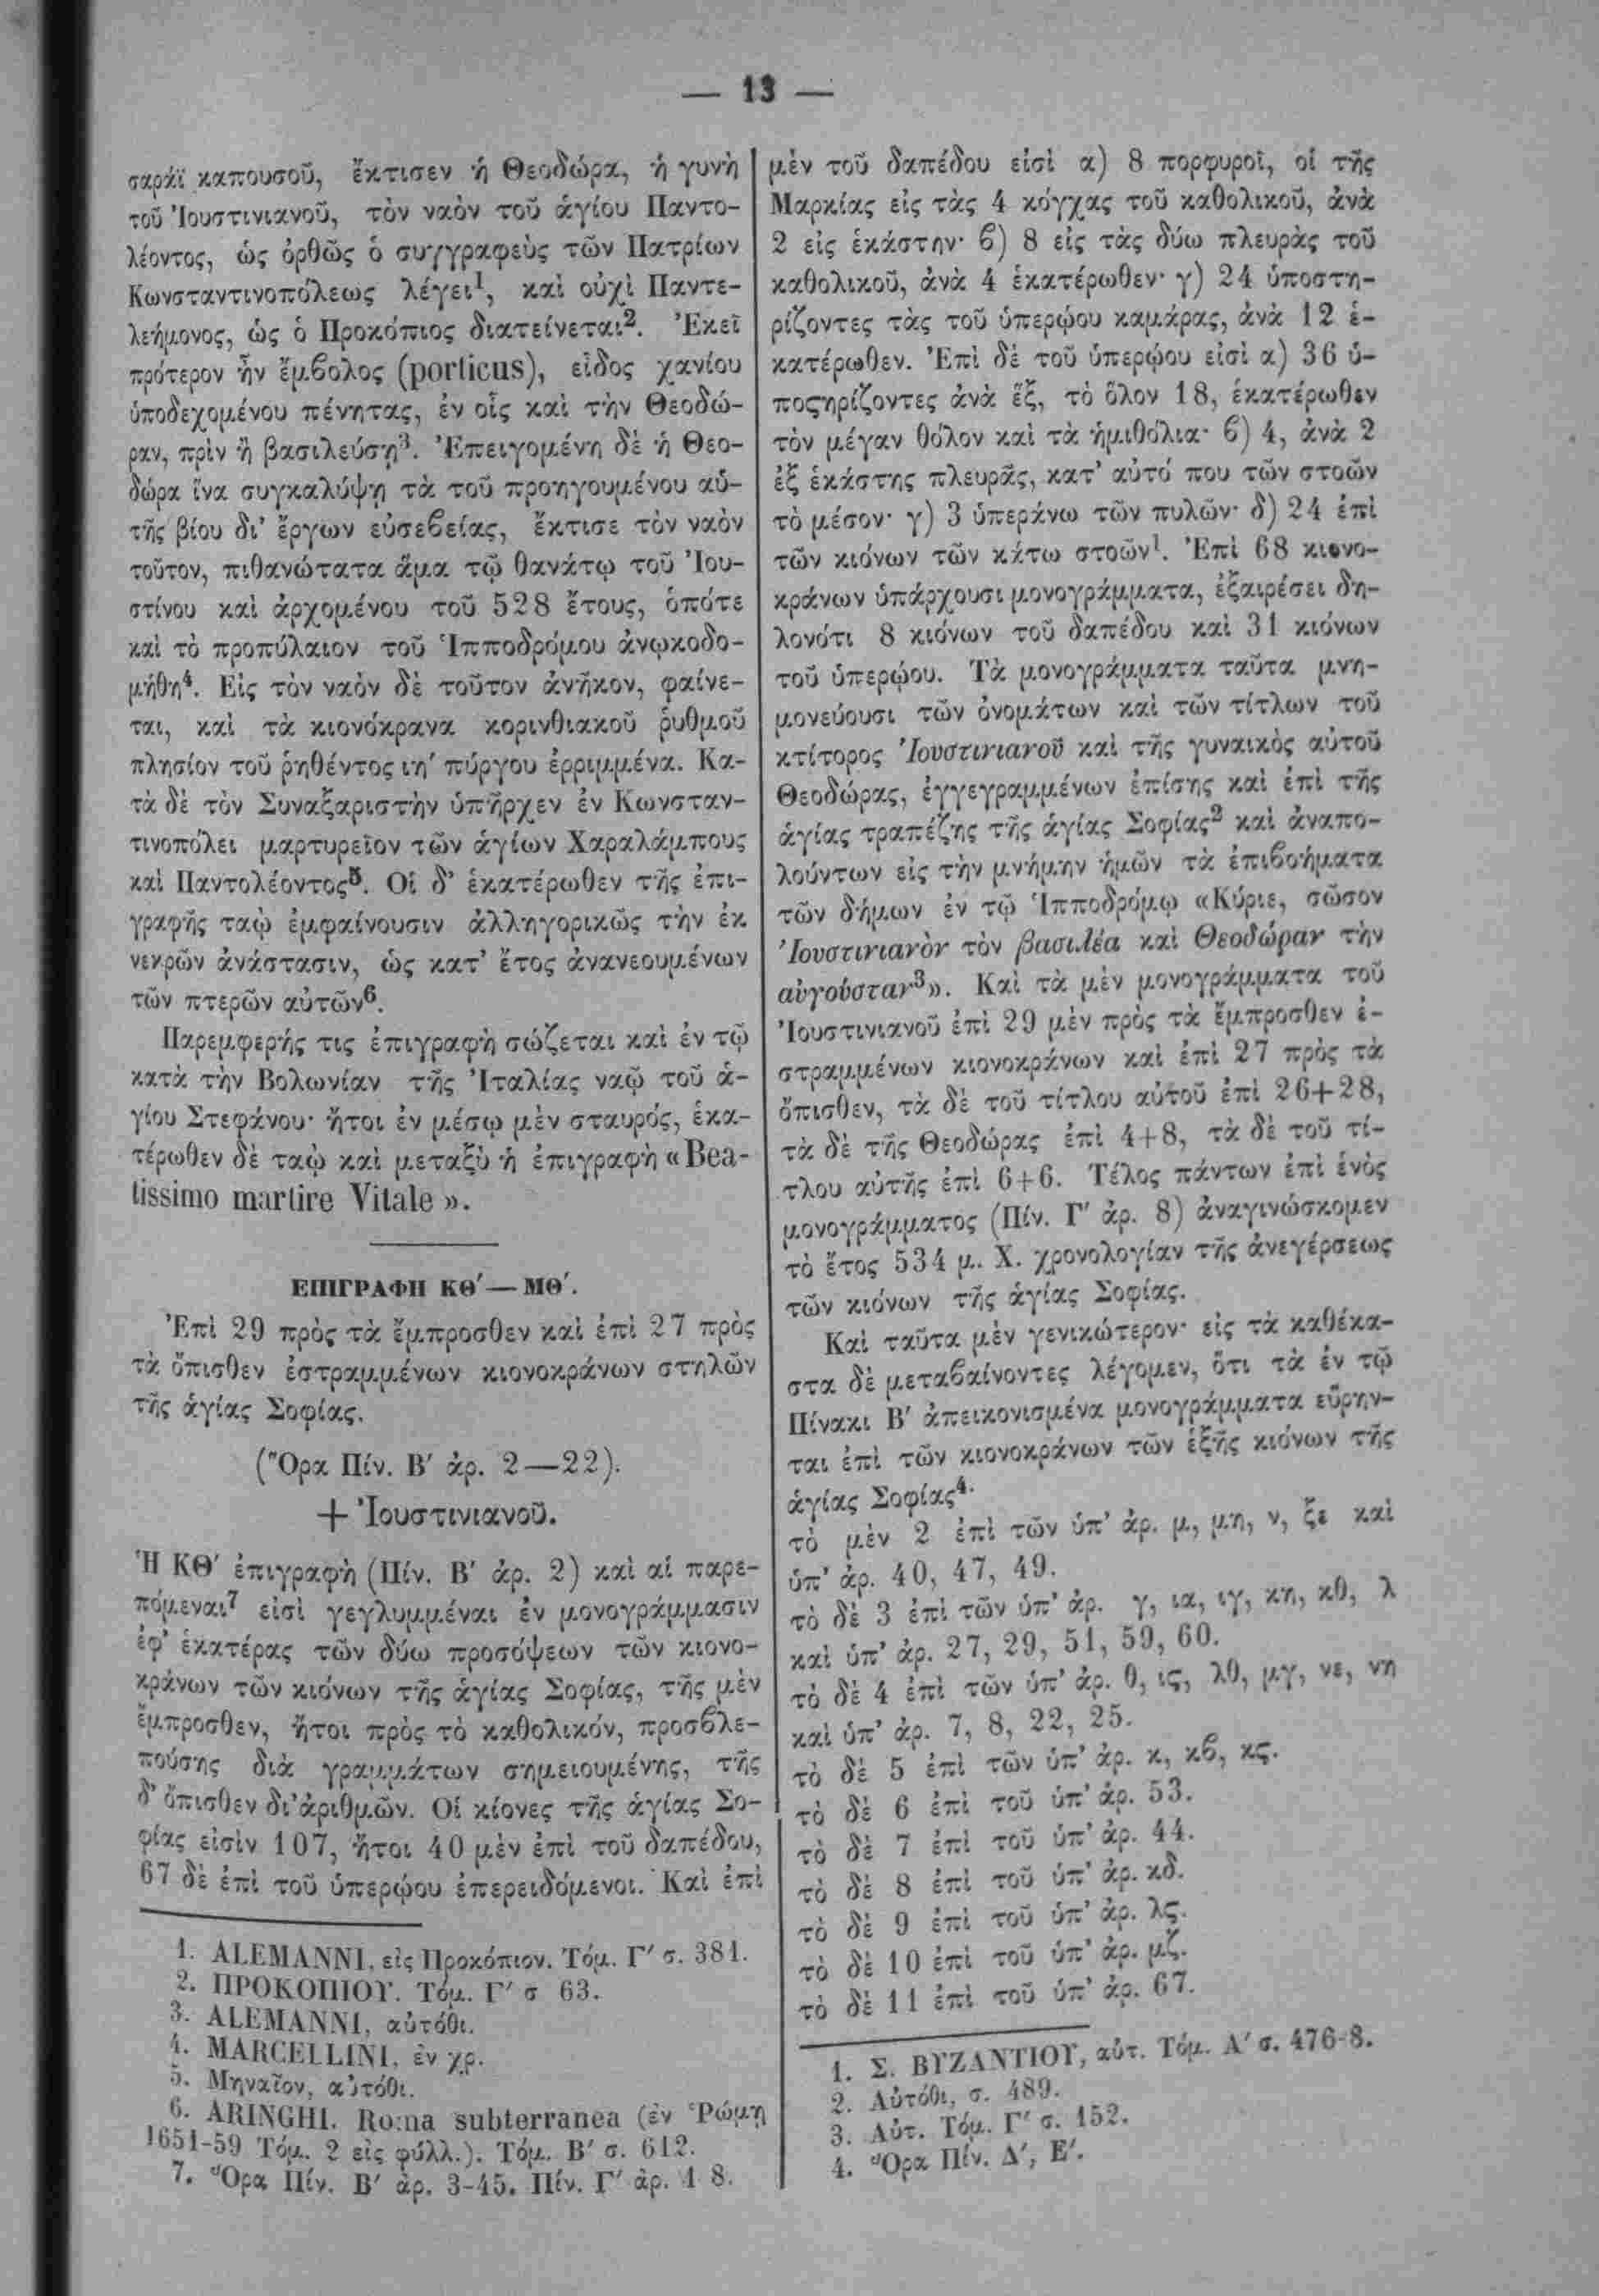 — 13 —
σαράϊ καπουσοῦ, ἔκτισεν ἡ Θεοδώρα, ἡ γυνὴ
τοῦ Ἰουστινιανοῦ, τὸν ναὸν τοῦ ἁγίου Παντο-
λέοντος, ὡς ὀρθῶς ὁ συγγραφεὺς τῶν Πατρίων
Κωνσταντινοπόλεως λέγει¹, καὶ οὐχὶ Παντε-
λεήμονος, ὡς ὁ Προκόπιος διατείνεται². Ἐκεῖ
πρότερον ἦν ἔμβολος (porticus), εἶδος χανίου
ὑποδεχομένου πένητας, ἐν οἷς καὶ τὴν Θεοδώ-
ραν, πρὶν ἢ βασιλεύσῃ³. Ἐπειγομένη δὲ ἡ Θεο-
δώρα ἵνα συγκαλύψῃ τὰ τοῦ προηγουμένου αὑ-
τῆς βίου δι’ ἔργων εὐσεβείας, ἔκτισε τὸν ναὸν
τοῦτον, πιθανώτατα ἅμα τῷ θανάτῳ τοῦ Ἰου-
στίνου καὶ ἀρχομένου τοῦ 528 ἔτους, ὁπότε
καὶ τὸ προπύλαιον τοῦ Ἱπποδρόμου ἀνῳκοδο-
μήθη⁴. Εἰς τὸν ναὸν δὲ τοῦτον ἀνῆκον, φαίνε-
ται, καὶ τὰ κιονόκρανα κορινθιακοῦ ῥυθμοῦ
πλησίον τοῦ ῥηθέντος ιη′ πύργου ἐρριμμένα. Κα-
τὰ δὲ τὸν Συναξαριστὴν ὑπῆρχεν ἐν Κωνσταν-
τινοπόλει μαρτυρεῖον τῶν ἁγίων Χαραλάμπους
καὶ Παντολέοντος⁵. Οἱ δ’ ἑκατέρωθεν τῆς ἐπι-
γραφῆς ταῷ ἐμφαίνουσιν ἀλληγορικῶς τὴν ἐκ
νεκρῶν ἀνάστασιν, ὡς κατ’ ἔτος ἀνανεουμένων
τῶν πτερῶν αὐτῶν⁶.
Παρεμφερής τις ἐπιγραφὴ σώζεται καὶ ἐν τῷ
κατὰ τὴν Βολωνίαν τῆς Ἰταλίας ναῷ τοῦ ἁ-
γίου Στεφάνου· ἤτοι ἐν μέσῳ μὲν σταυρός, ἑκα-
τέρωθεν δὲ ταῷ καὶ μεταξὺ ἡ ἐπιγραφὴ «Bea-
tissimo martire Vitale».
ΕΠΙΓΡΑΦΗ ΚΘ′ — ΜΘ′.
Ἐπὶ 29 πρὸς τὰ ἔμπροσθεν καὶ ἐπὶ 27 πρὸς
τὰ ὄπισθεν ἐστραμμένων κιονοκράνων στηλῶν
τῆς ἁγίας Σοφίας.
(Ὅρα Πίν. Β′ ἀρ. 2—22).
+ Ἰουστινιανοῦ.
Ἡ ΚΘ′ ἐπιγραφὴ (Πίν. Β′ ἀρ. 2) καὶ αἱ παρε-
πόμεναι⁷ εἰσὶ γεγλυμμέναι ἐν μονογράμμασιν
ἐφ’ ἑκατέρας τῶν δύω προσόψεων τῶν κιονο-
κράνων τῶν κιόνων τῆς ἁγίας Σοφίας, τῆς μὲν
ἔμπροσθεν, ἤτοι πρὸς τὸ καθολικόν, προσβλε-
πούσης διὰ γραμμάτων σημειουμένης, τῆς
δ’ ὄπισθεν δι’ ἀριθμῶν. Οἱ κίονες τῆς ἁγίας Σο-
φίας εἰσὶν 107, ἤτοι 40 μὲν ἐπὶ τοῦ δαπέδου,
67 δὲ ἐπὶ τοῦ ὑπερῴου ἐπερειδόμενοι. Καὶ ἐπὶ
1. ALEMANNI, εἰς Προκόπιον. Τόμ. Γ′ σ. 381.
2. ΠΡΟΚΟΠΙΟΥ. Τόμ. Γ′ σ 63.
3. ALEMANNI, αὐτόθι.
4. MARCELLINI, ἐν χρ.
5. Μηναῖον, αὐτόθι.
6. ARINGHI. Roma subterranea (ἐν Ῥώμῃ
1651-59 Τόμ. 2 εἰς φύλλ.). Τόμ. Β′ σ. 612.
7. Ὅρα Πίν. Β′ ἀρ. 3-45. Πίν. Γ′ ἀρ. 1 8.
μὲν τοῦ δαπέδου εἰσὶ α) 8 πορφυροῖ, οἱ τῆς
Μαρκίας εἰς τὰς 4 κόγχας τοῦ καθολικοῦ, ἀνὰ
2 εἰς ἑκάστην· β) 8 εἰς τὰς δύω πλευρὰς τοῦ
καθολικοῦ, ἀνὰ 4 ἑκατέρωθεν· γ) 24 ὑποστη-
ρίζοντες τὰς τοῦ ὑπερῴου καμάρας, ἀνὰ 12 ἑ-
κατέρωθεν. Ἐπὶ δὲ τοῦ ὑπερῴου εἰσὶ α) 36 ὑ-
ποϛηρίζοντες ἀνὰ ἕξ, τὸ ὅλον 18, ἑκατέρωθεν
τὸν μέγαν θόλον καὶ τὰ ἡμιθόλια· β) 4, ἀνὰ 2
ἐξ ἑκάστης πλευρᾶς, κατ’ αὐτό που τῶν στοῶν
τὸ μέσον· γ) 3 ὑπεράνω τῶν πυλῶν· δ) 24 ἐπὶ
τῶν κιόνων τῶν κάτω στοῶν¹. Ἐπὶ 68 κιονο-
κράνων ὑπάρχουσι μονογράμματα, ἐξαιρέσει δη-
λονότι 8 κιόνων τοῦ δαπέδου καὶ 31 κιόνων
τοῦ ὑπερῴου. Τὰ μονογράμματα ταῦτα μνη-
μονεύουσι τῶν ὀνομάτων καὶ τῶν τίτλων τοῦ
κτίτορος Ἰουστινιανοῦ καὶ τῆς γυναικὸς αὐτοῦ
Θεοδώρας, ἐγγεγραμμένων ἐπίσης καὶ ἐπὶ τῆς
ἁγίας τραπέζης τῆς ἁγίας Σοφίας² καὶ ἀναπο-
λούντων εἰς τὴν μνήμην ἡμῶν τὰ ἐπιβοήματα
τῶν δήμων ἐν τῷ Ἱπποδρόμῳ «Κύριε, σῶσον
Ἰουστινιανὸν τὸν βασιλέα καὶ Θεοδώραν τὴν
αὐγούσταν³». Καὶ τὰ μὲν μονογράμματα τοῦ
Ἰουστινιανοῦ ἐπὶ 29 μὲν πρὸς τὰ ἔμπροσθεν ἐ-
στραμμένων κιονοκράνων καὶ ἐπὶ 27 πρὸς τὰ
ὄπισθεν, τὰ δὲ τοῦ τίτλου αὐτοῦ ἐπὶ 26+28,
τὰ δὲ τῆς Θεοδώρας ἐπὶ 4+8, τὰ δὲ τοῦ τί-
τλου αὐτῆς ἐπὶ 6+6. Τέλος πάντων ἐπὶ ἑνὸς
μονογράμματος (Πίν. Γ′ ἀρ. 8) ἀναγινώσκομεν
τὸ ἔτος 534 μ. Χ. χρονολογίαν τῆς ἀνεγέρσεως
τῶν κιόνων τῆς ἁγίας Σοφίας.
Καὶ ταῦτα μὲν γενικώτερον· εἰς τὰ καθέκα-
στα δὲ μεταβαίνοντες λέγομεν, ὅτι τὰ ἐν τῷ
Πίνακι Β′ ἀπεικονισμένα μονογράμματα εὕρην-
ται ἐπὶ τῶν κιονοκράνων τῶν ἑξῆς κιόνων τῆς
ἁγίας Σοφίας⁴·
τὸ μὲν 2 ἐπὶ τῶν ὑπ’ ἀρ. μ, μη, ν, ξε καὶ
ὑπ’ ἀρ. 40, 47, 49.
τὸ δὲ 3 ἐπὶ τῶν ὑπ’ ἀρ. γ, ια, ιγ, κη, κθ, λ
καὶ ὑπ’ ἀρ. 27, 29, 51, 59, 60.
τὸ δὲ 4 ἐπὶ τῶν ὑπ’ ἀρ. θ, ις, λθ, μγ, νε, νη
καὶ ὑπ’ ἀρ. 7, 8, 22, 25.
τὸ δὲ 5 ἐπὶ τῶν ὑπ’ ἀρ. κ, κβ, κς.
τὸ δὲ 6 ἐπὶ τοῦ ὑπ’ ἀρ. 53.
τὸ δὲ 7 ἐπὶ τοῦ ὑπ’ ἀρ. 44.
τὸ δὲ 8 ἐπὶ τοῦ ὑπ’ ἀρ. κδ.
τὸ δὲ 9 ἐπὶ τοῦ ὑπ’ ἀρ. λς.
τὸ δὲ 10 ἐπὶ τοῦ ὑπ’ ἀρ. μζ.
τὸ δὲ 11 ἐπὶ τοῦ ὑπ’ ἀρ. 67.
1. Σ. ΒΥΖΑΝΤΙΟΥ, αὐτ. Τόμ. Α′ σ. 476-8.
2. Αὐτόθι, σ. 489.
3. Αὐτ. Τόμ. Γ′ σ. 152.
4. Ὅρα Πίν. Δ′, Ε′.